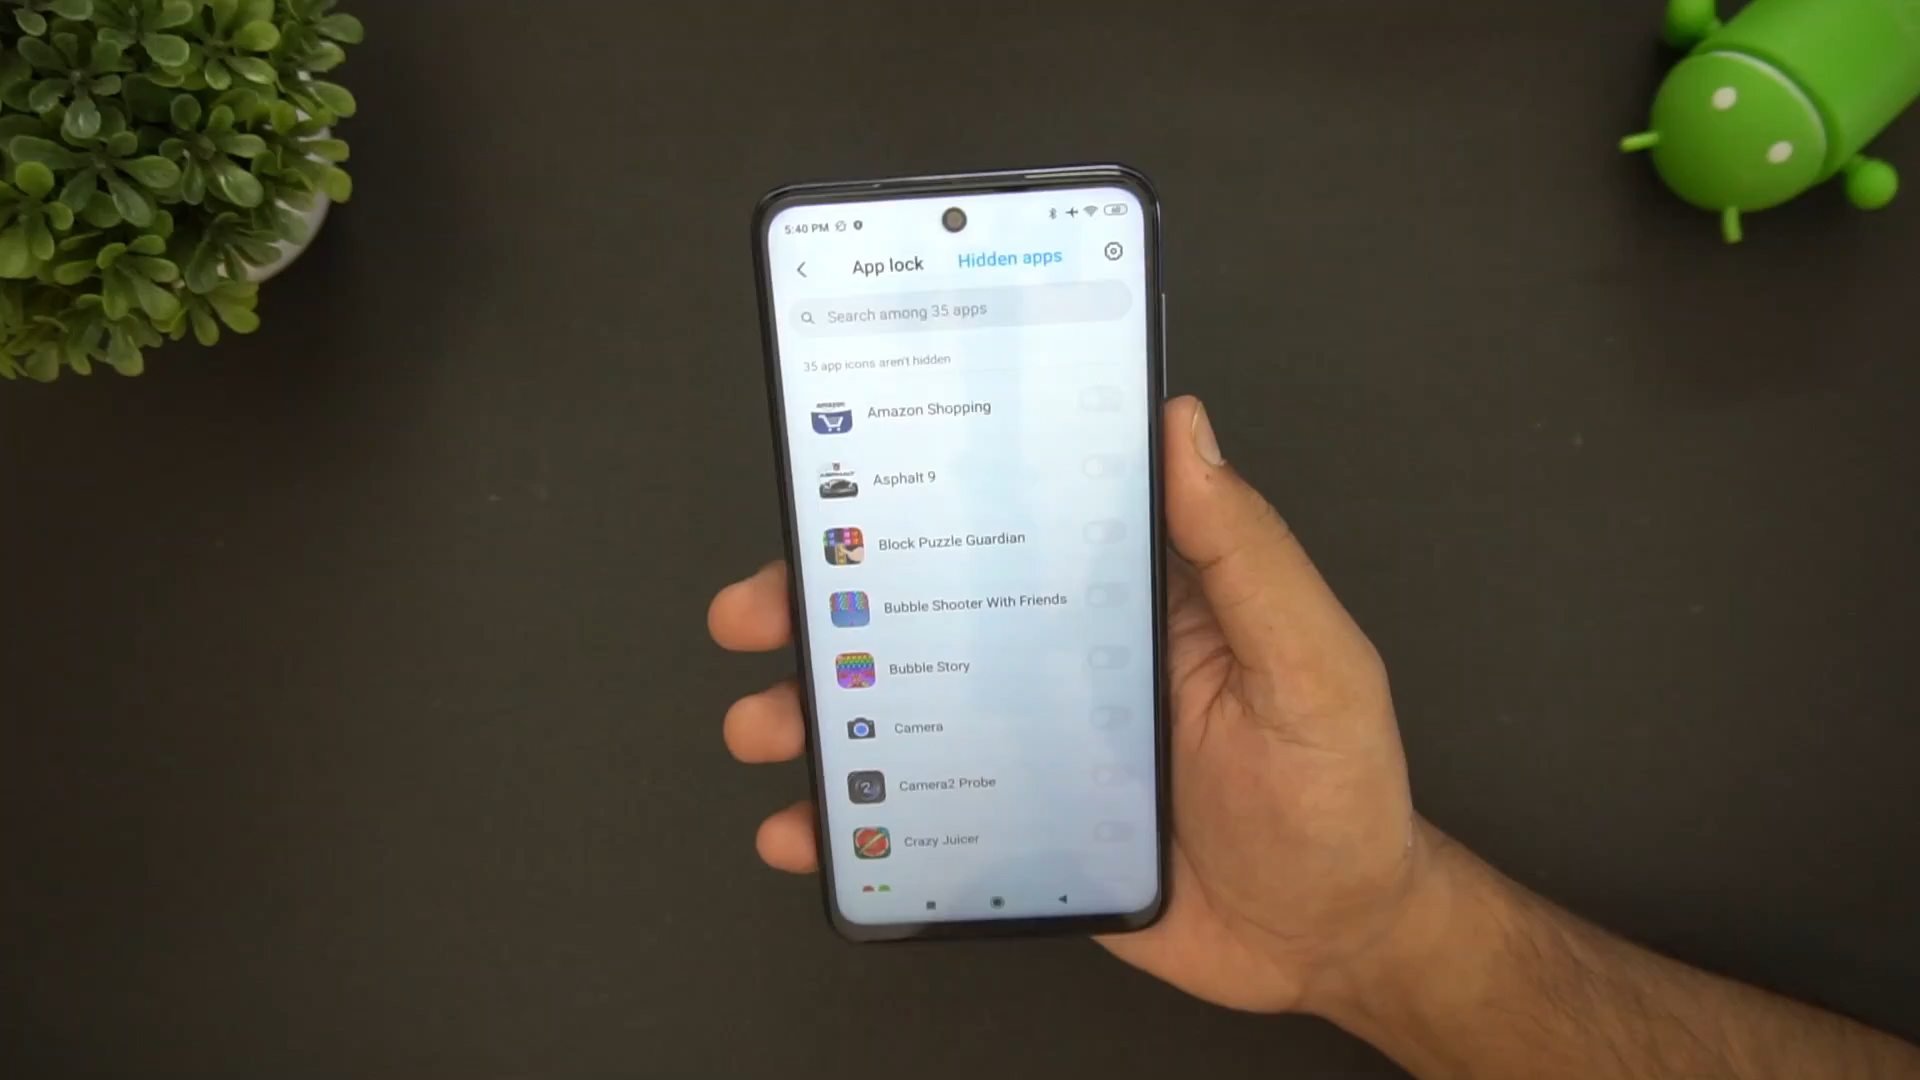 5:40 PM
App lock
Hidden apps
Search among 35 apps
35 app icons aren't hidden
Amazon Shopping
Asphalt 9
Block Puzzle Guardian
Bubble Shooter With Friends
Bubble Story
Camera
2
Camera2 Probe
Crazy Juicer